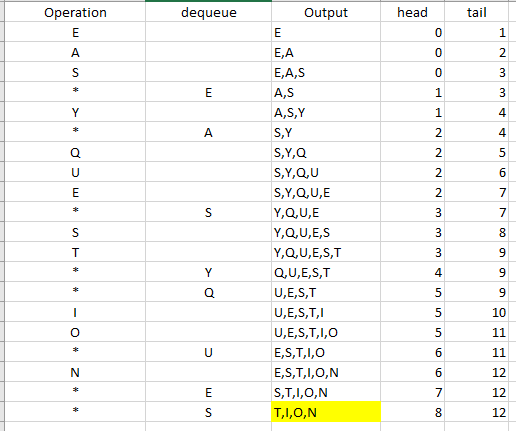 Operation dequeue Output head tail
E E 0 1
A E,A 0 2
S E,A,S 0 3
* E A,S 1 3
Y A,S,Y 1 4
* A S,Y 2 4
Q S,Y,Q 2 5
U S,Y,Q,U 2 6
E S,Y,Q,U,E 2 7
* S Y,Q,U,E 3 7
S Y,Q,U,E,S 3 8
T Y,Q,U,E,S,T 3 9
* Y Q,U,E,S,T 4 9
* Q U,E,S,T 5 9
I U,E,S,T,I 5 10
O U,E,S,T,I,O 5 11
* U E,S,T,I,O 6 11
N E,S,T,I,O,N 6 12
* E S,T,I,O,N 7 12
* S T,I,O,N 8 12